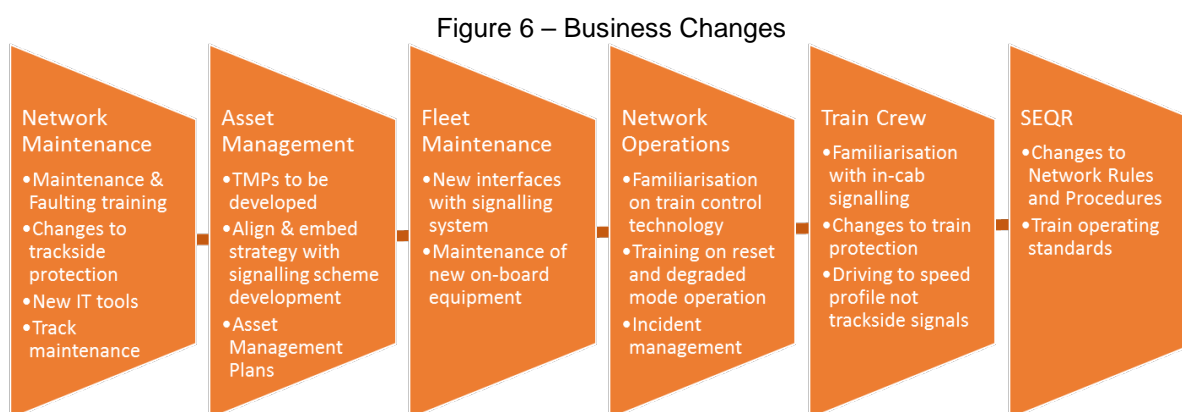 Figure 6 – Business Changes
Network
Maintenance
•Maintenance &
Faulting training
•Changes to
trackside
protection
•New IT tools
•Track
maintenance
Asset
Management
•TMPs to be
developed
•Align & embed
strategy with
signalling scheme
development
•Asset
Management
Plans
Fleet
Maintenance
•New interfaces
with signalling
system
•Maintenance of
new on-board
equipment
Network
Operations
•Familiarisation
on train control
technology
•Training on reset
and degraded
mode operation
•Incident
management
Train Crew
•Familiarisation
with in-cab
signalling
•Changes to train
protection
•Driving to speed
profile not
trackside signals
SEQR
•Changes to
Network Rules
and Procedures
•Train operating
standards